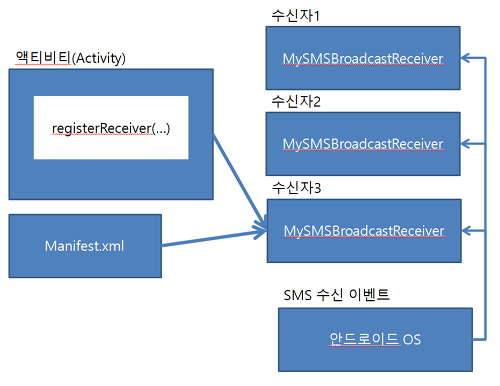 액티비티(Activity)
registerReceiver(...)
Manifest.xml
수신자1
MySMSBroadcastReceiver
수신자2
MySMSBroadcastReceiver
수신자3
MySMSBroadcastReceiver
SMS 수신 이벤트
안드로이드 OS